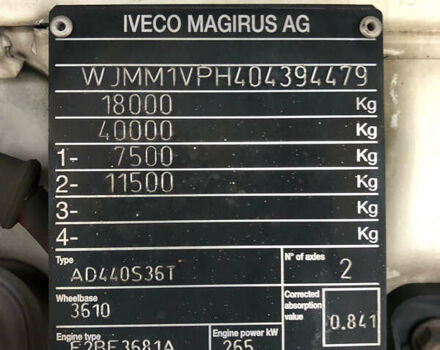 IVECO MAGIRUS AG
WJMM1VPH404394479
18000 Kg
40000 Kg
1- 7500 Kg
2- 11500 Kg
3- Kg
4- Kg
Type
AD440S36T
N° of axles
2
Wheelbase
3610
Corrected absorption value
0.841
Engine type
F2BE3681A
Engine power kW
265